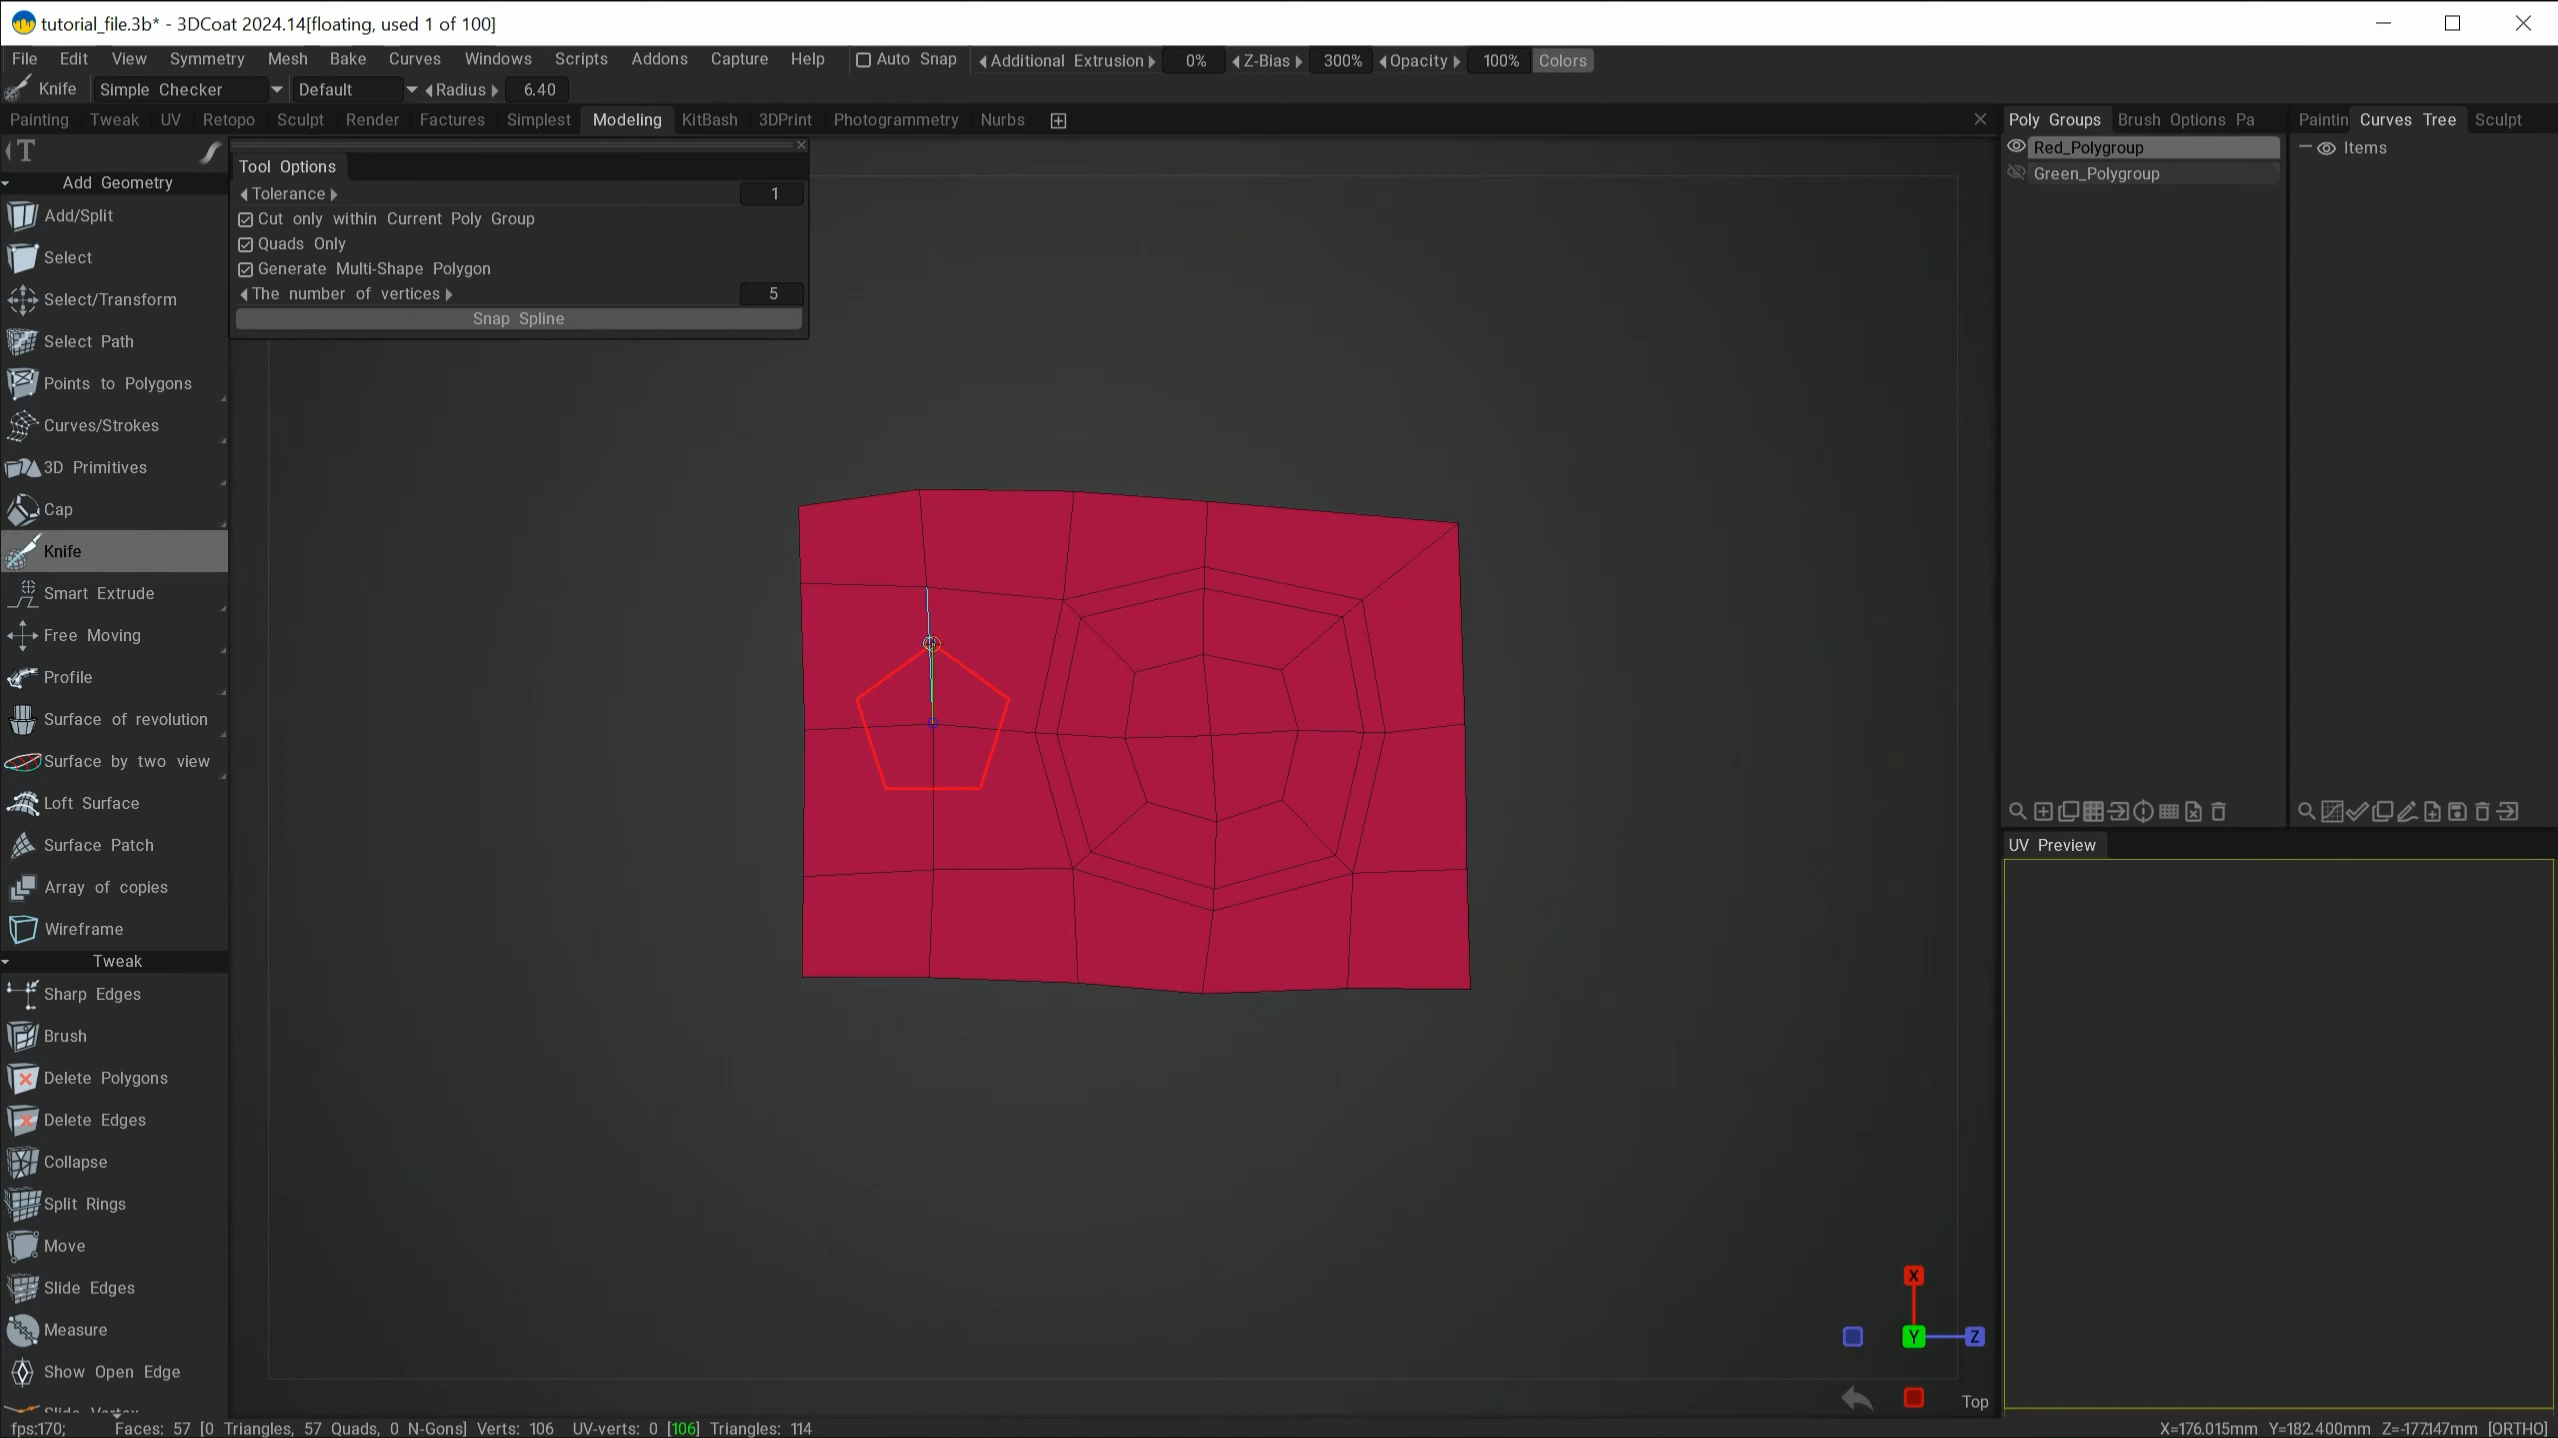 tutorial_file.3b* - 3DCoat 2024.14[floating, used 1 of 100]
File Edit View Symmetry Mesh Bake Curves Windows Scripts Addons Capture Help Auto Snap Additional Extrusion 0% Z-Bias 300% Opacity 100% Colors
Knife Simple Checker Default Radius 6.40
Painting Tweak UV Retopo Sculpt Render Factures Simplest Modeling KitBash 3DPrint Photogrammetry Nurbs
Poly Groups Brush Options Pa
Paintin Curves Tree Sculpt
T
Red_Polygroup
Green_Polygroup
Items
Tool Options
Tolerance 1
Cut only within Current Poly Group
Quads Only
Generate Multi-Shape Polygon
The number of vertices 5
Snap Spline
Add Geometry
Add/Split
Select
Select/Transform
Select Path
Points to Polygons
Curves/Strokes
3D Primitives
Cap
Knife
Smart Extrude
Free Moving
Profile
Surface of revolution
Surface by two view
Loft Surface
Surface Patch
Array of copies
Wireframe
Tweak
Sharp Edges
Brush
Delete Polygons
Delete Edges
Collapse
Split Rings
Move
Slide Edges
Measure
Show Open Edge
UV Preview
X
Y Z
Top
fps:170; Faces: 57 [0 Triangles, 57 Quads, 0 N-Gons] Verts: 106 UV-verts: 0 [106] Triangles: 114
X=176.015mm Y=182.400mm Z=-177.147mm [ORTHO]